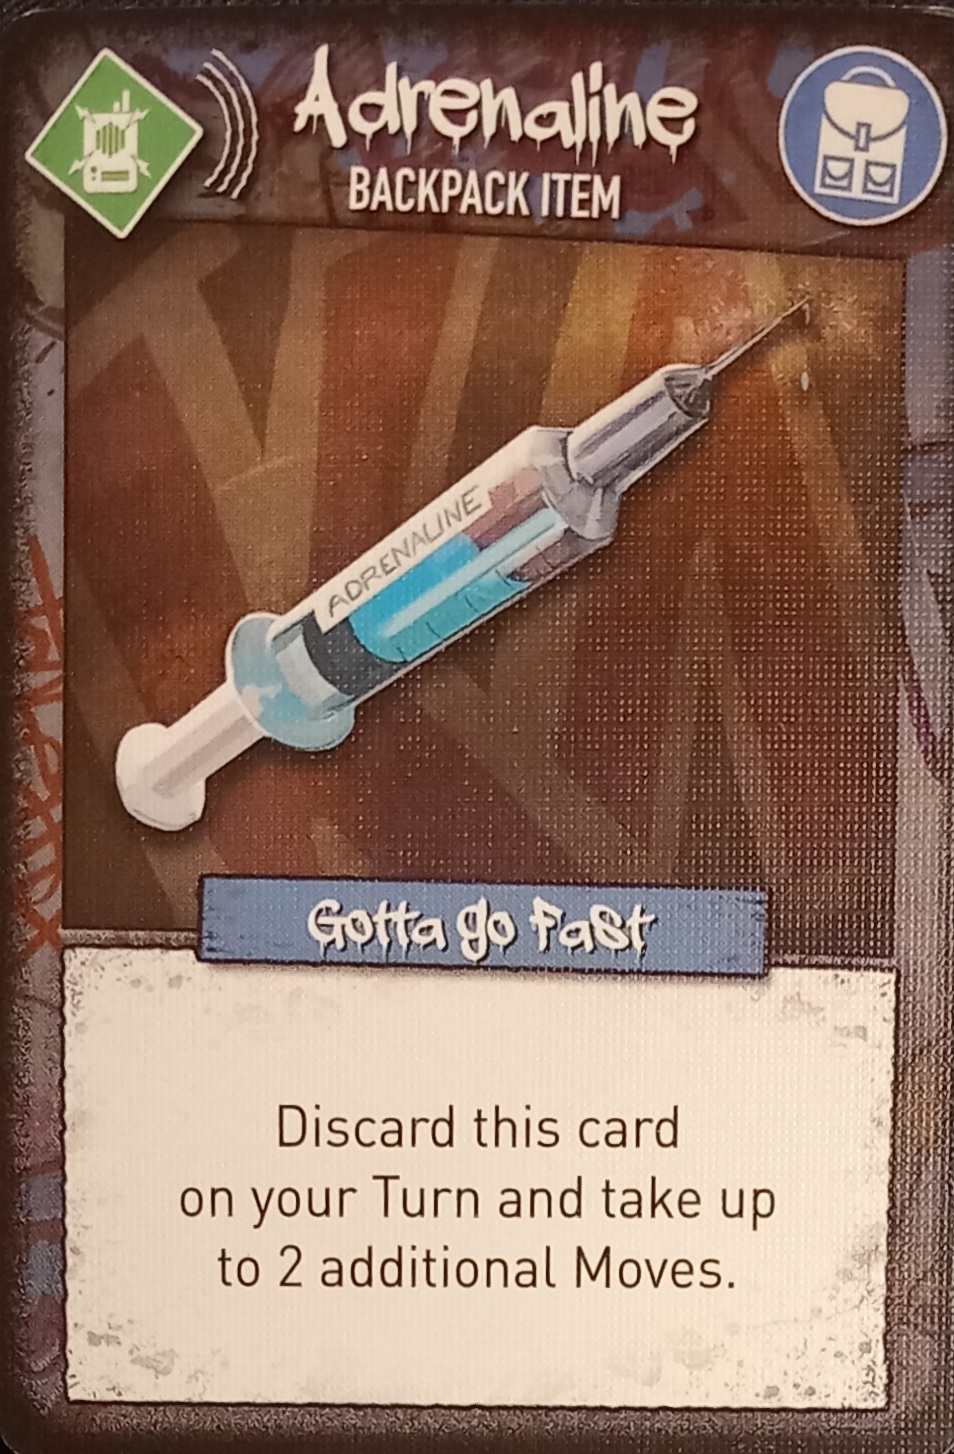 Adrenaline
BACKPACK ITEM
ADRENALINE
Gotta go Fast
Discard this card
on your Turn and take up
to 2 additional Moves.